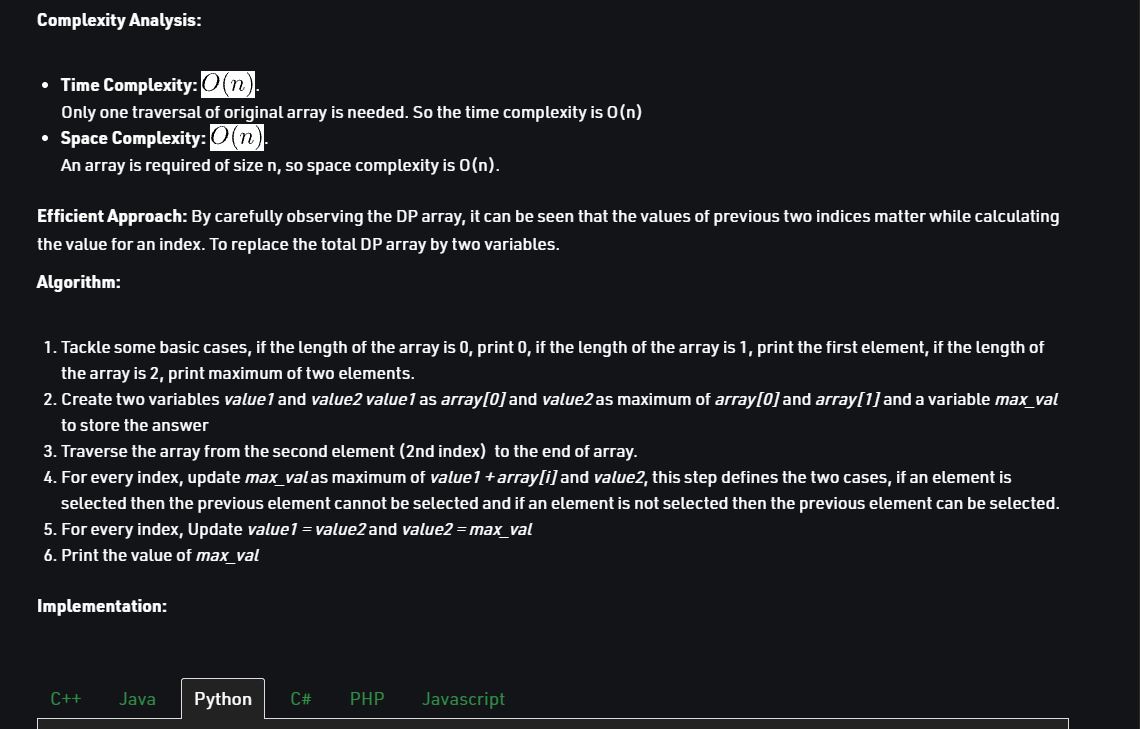 Complexity Analysis:
• Time Complexity: O(n).
Only one traversal of original array is needed. So the time complexity is O(n)
• Space Complexity: O(n).
An array is required of size n, so space complexity is O(n).
Efficient Approach: By carefully observing the DP array, it can be seen that the values of previous two indices matter while calculating
the value for an index. To replace the total DP array by two variables.
Algorithm:
1. Tackle some basic cases, if the length of the array is 0, print 0, if the length of the array is 1, print the first element, if the length of
the array is 2, print maximum of two elements.
2. Create two variables value1 and value2 value1 as array[0] and value2 as maximum of array[0] and array[1] and a variable max_val
to store the answer
3. Traverse the array from the second element (2nd index)  to the end of array.
4. For every index, update max_val as maximum of value1 + array[i] and value2, this step defines the two cases, if an element is
selected then the previous element cannot be selected and if an element is not selected then the previous element can be selected.
5. For every index, Update value1 = value2 and value2 = max_val
6. Print the value of max_val
Implementation:
C++ Java Python C# PHP Javascript